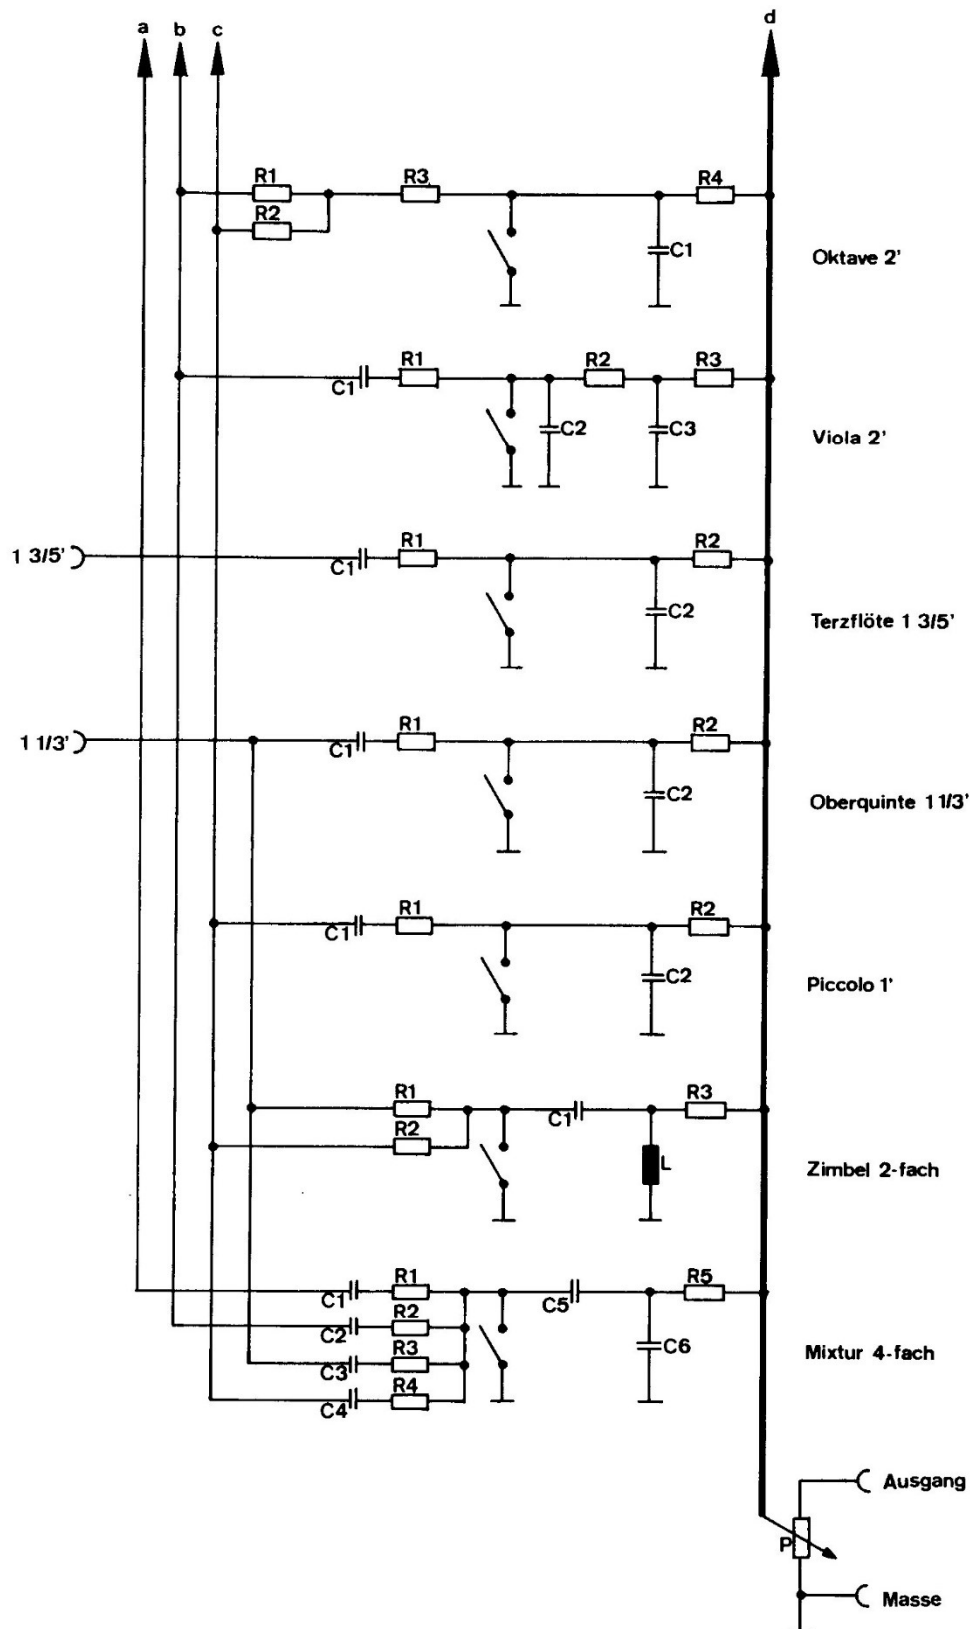 a b c d
R1 R3 R4
R2
C1
Oktave 2'
R1 R2 R3
C1 C2 C3
Viola 2'
1 3/5' R1 R2
C1
C2
Terzflöte 1 3/5'
1 1/3' R1 R2
C1
C2
Oberquinte 1 1/3'
R1 R2
C1
C2
Piccolo 1'
R1 R3
C1
R2
L
Zimbel 2-fach
R1 R5
C1 C5
R2
C2
C6
R3
C3
Mixtur 4-fach
R4
C4
Ausgang
P
Masse